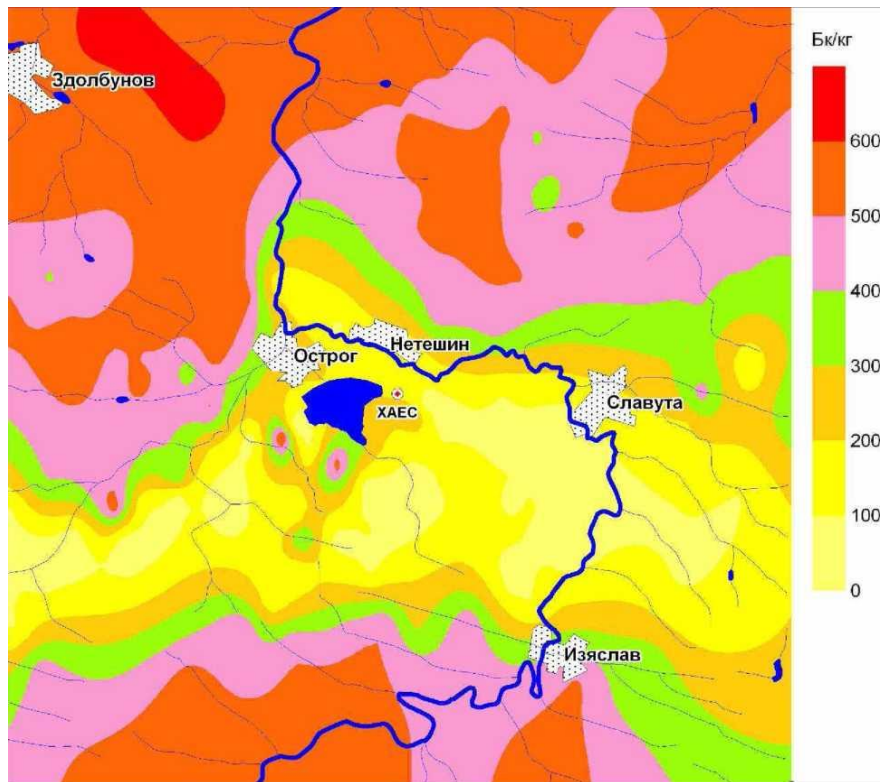 Бк/кг
Здолбунов
600
500
400
300
Нетешин
Острог
ХАЕС
Славута
200
100
0
Изяслав